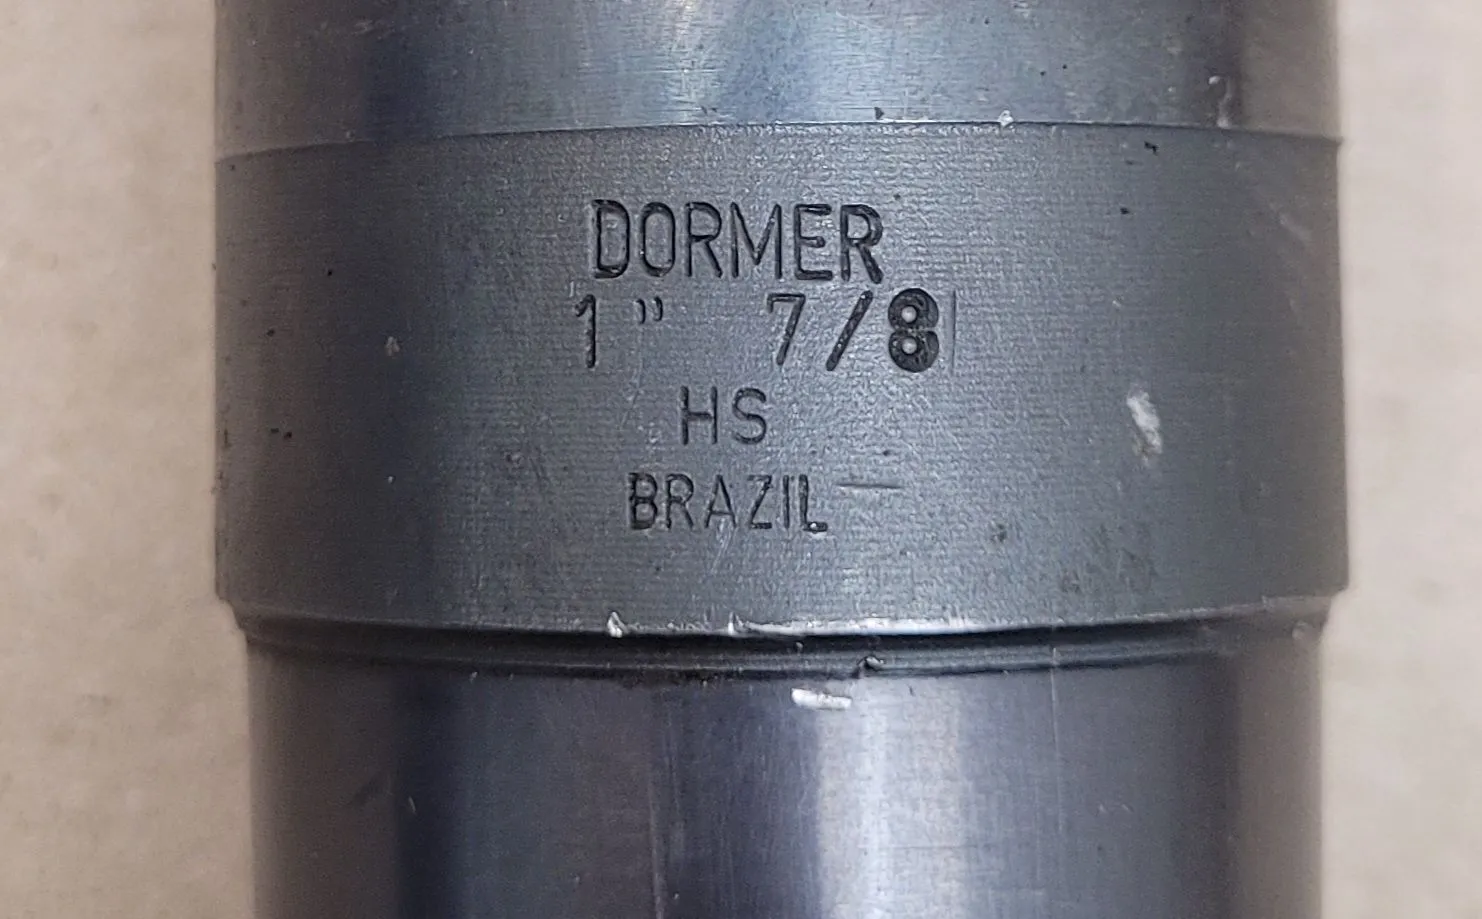 DORMER
1" 7/8
HS
BRAZIL